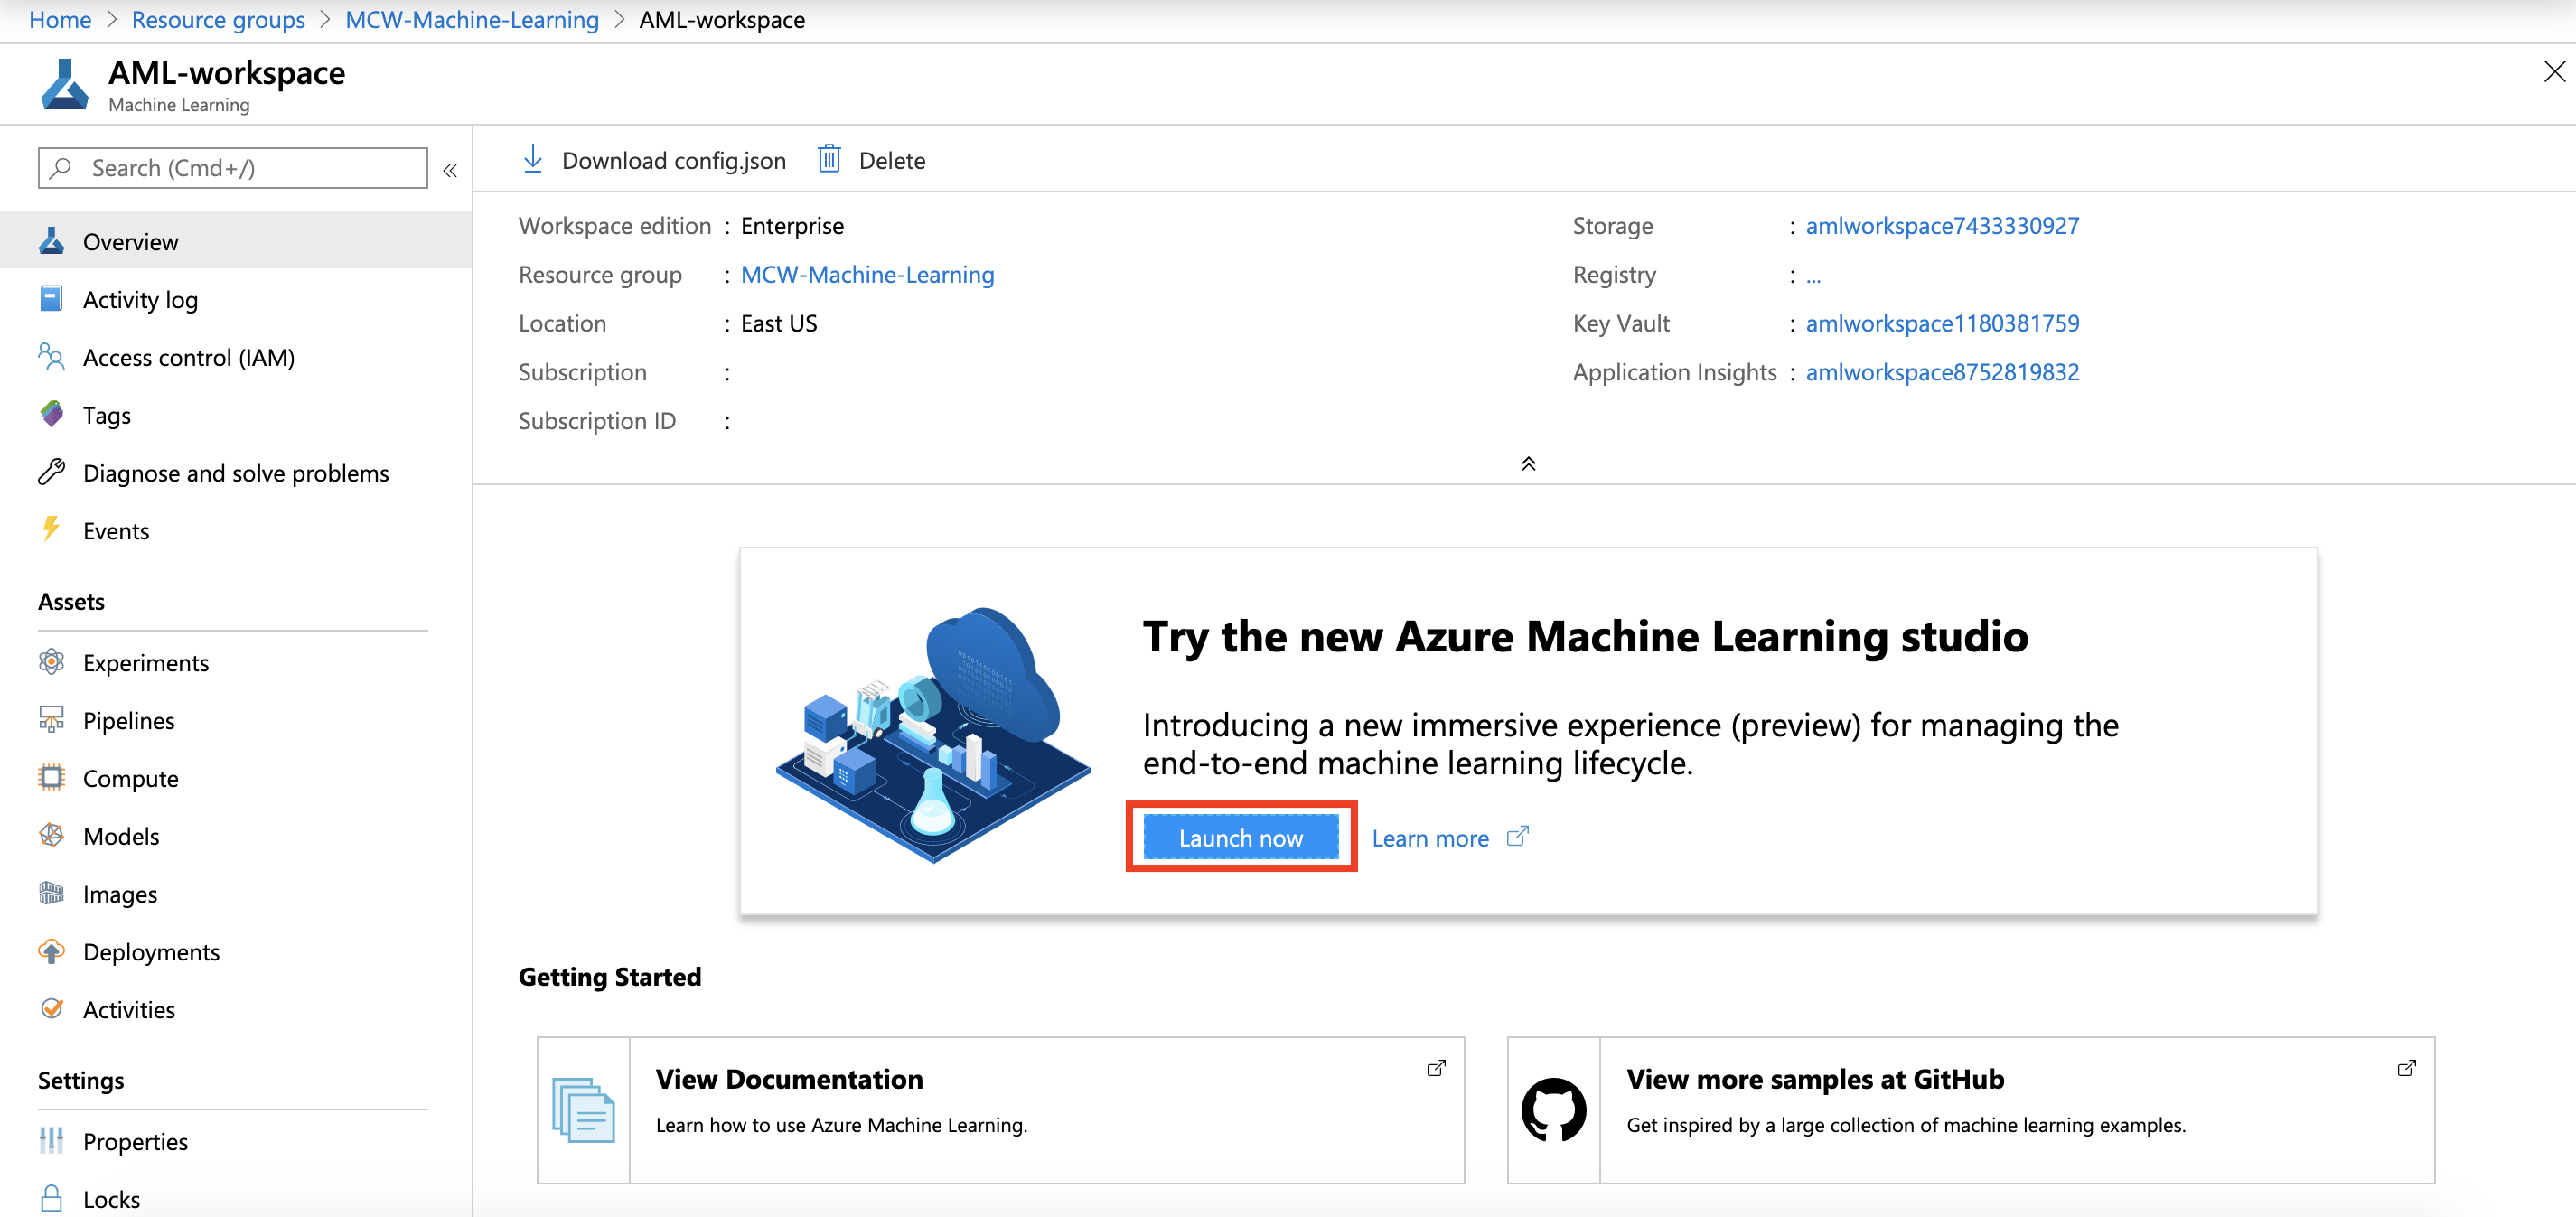 Home > Resource groups > MCW-Machine-Learning > AML-workspace
AML-workspace
Machine Learning
Search (Cmd+/)
«
Overview
Activity log
Access control (IAM)
Tags
Diagnose and solve problems
Events
Assets
Experiments
Pipelines
Compute
Models
Images
Deployments
Activities
Settings
Properties
Locks
Download config.json
Delete
Workspace edition : Enterprise
Resource group : MCW-Machine-Learning
Location : East US
Subscription :
Subscription ID :
Storage : amlworkspace7433330927
Registry : ...
Key Vault : amlworkspace1180381759
Application Insights : amlworkspace8752819832
Try the new Azure Machine Learning studio
Introducing a new immersive experience (preview) for managing the
end-to-end machine learning lifecycle.
Launch now
Learn more
Getting Started
View Documentation
Learn how to use Azure Machine Learning.
View more samples at GitHub
Get inspired by a large collection of machine learning examples.